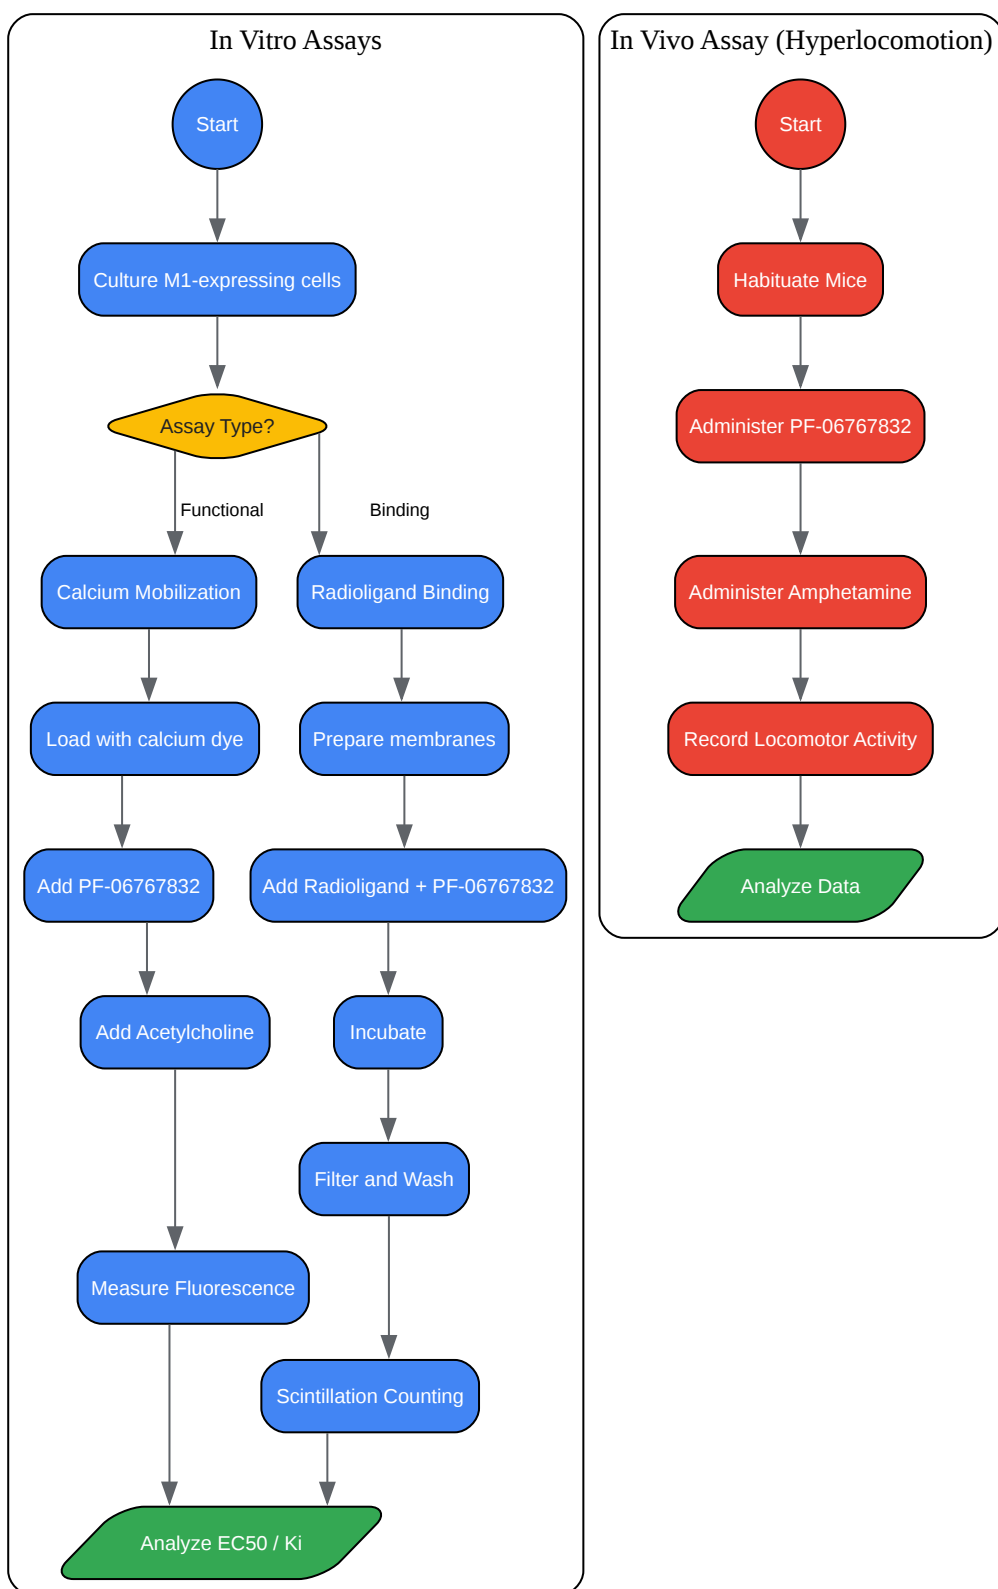 In Vitro Assays
Start
Culture M1-expressing cells
Assay Type?
Functional
Binding
Calcium Mobilization
Radioligand Binding
Load with calcium dye
Prepare membranes
Add PF-06767832
Add Radioligand + PF-06767832
Add Acetylcholine
Incubate
Filter and Wash
Measure Fluorescence
Scintillation Counting
Analyze EC50 / Ki
In Vivo Assay (Hyperlocomotion)
Start
Habituate Mice
Administer PF-06767832
Administer Amphetamine
Record Locomotor Activity
Analyze Data